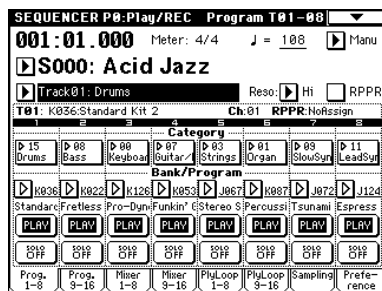 SEQUENCER P0:Play/REC Program T01-08
001:01.000 Meter: 4/4 ♩= 108 Manu
S000: Acid Jazz
Track01: Drums Reso: Hi RPPR
T01: K036:Standard Kit 2 Ch:01 RPPR:NoAssign
1 2 3 4 5 6 7 8
Category
15 08 00 07 03 01 09 11
Drums Bass Keyboar Guitar/ Strings Organ SlowSyn LeadSyn
Bank/Program
K036 K022 K126 K053 J067 K087 J072 J124
Standarc Fretless Pro-Dyn Funkin' Stereo S Percussi Tsunami Espress
PLAY PLAY PLAY PLAY PLAY PLAY PLAY PLAY
SOLO OFF SOLO OFF SOLO OFF SOLO OFF SOLO OFF SOLO OFF SOLO OFF SOLO OFF
Prog. 1-8 Prog. 9-16 Mixer 1-8 Mixer 9-16 PlyLoop 1-8 PlyLoop 9-16 Sampling Prefe-rence